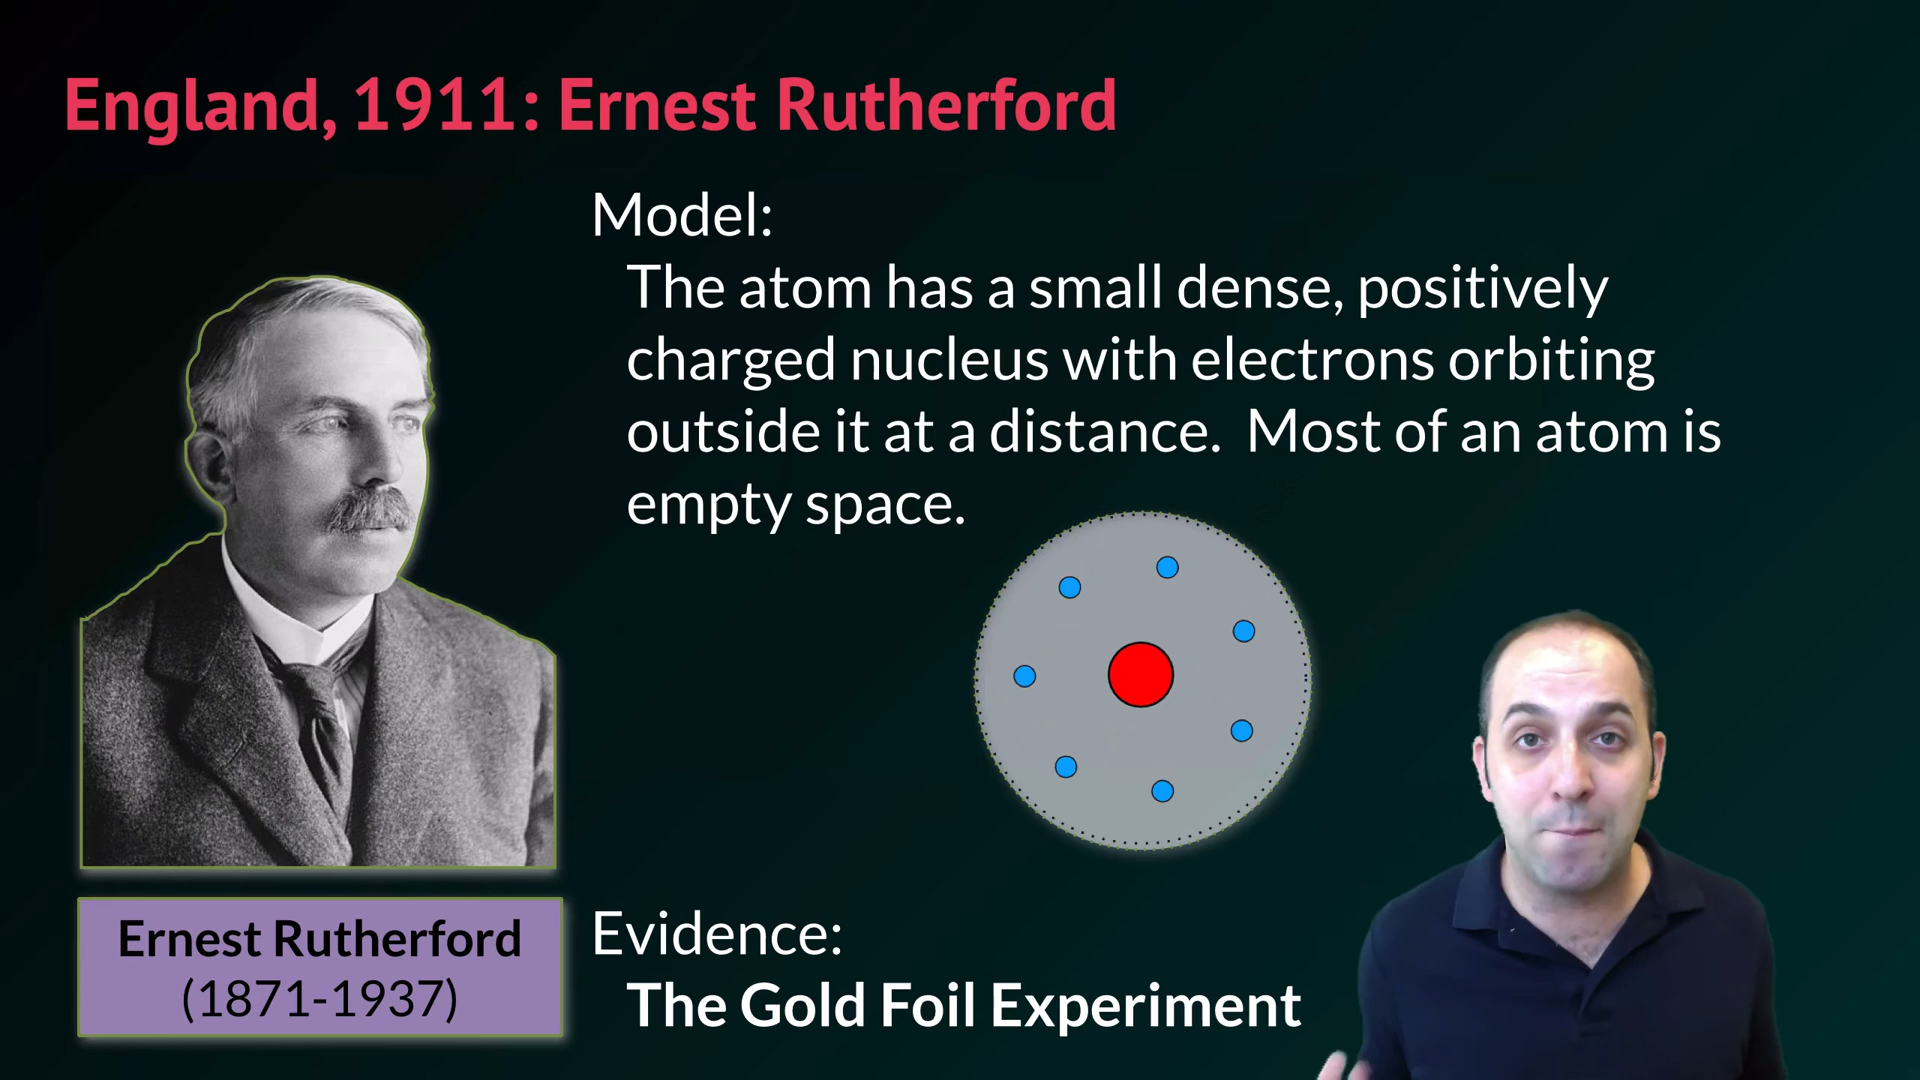 England, 1911: Ernest Rutherford
Model:
The atom has a small dense, positively
charged nucleus with electrons orbiting
outside it at a distance.  Most of an atom is
empty space.
Ernest Rutherford
(1871-1937)
Evidence:
The Gold Foil Experiment